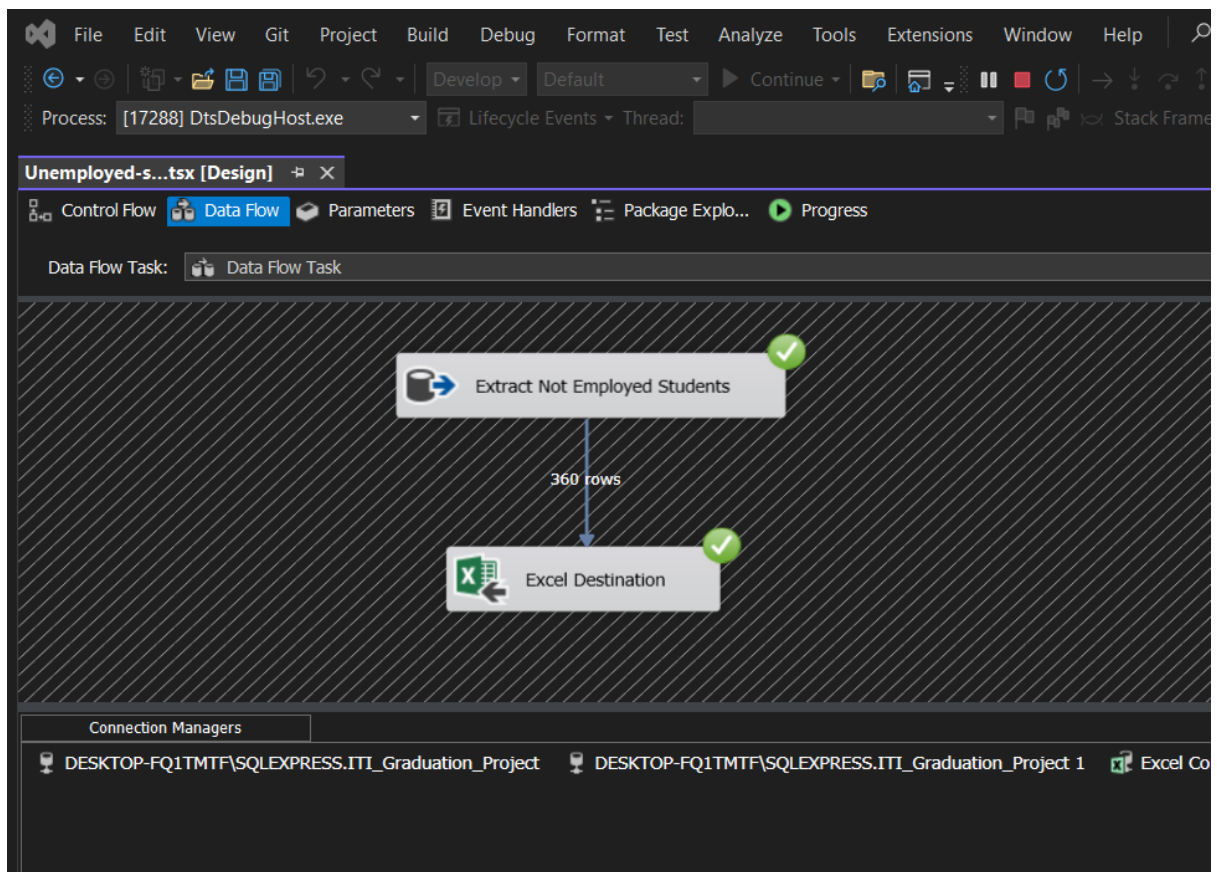 File Edit View Git Project Build Debug Format Test Analyze Tools Extensions Window Help
Develop Default Continue
Process: [17288] DtsDebugHost.exe Lifecycle Events Thread: Stack Frame
Unemployed-s...tsx [Design]
Control Flow Data Flow Parameters Event Handlers Package Explo... Progress
Data Flow Task: Data Flow Task
Extract Not Employed Students
360 rows
Excel Destination
Connection Managers
DESKTOP-FQ1TMTF\SQLEXPRESS.ITI_Graduation_Project DESKTOP-FQ1TMTF\SQLEXPRESS.ITI_Graduation_Project 1 Excel Co